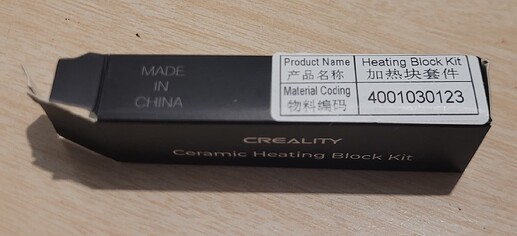 MADE
IN
CHINA
Product Name
产品名称
Heating Block Kit
加热块套件
Material Coding
物料编码
4001030123
CREALITY
Ceramic Heating Block Kit